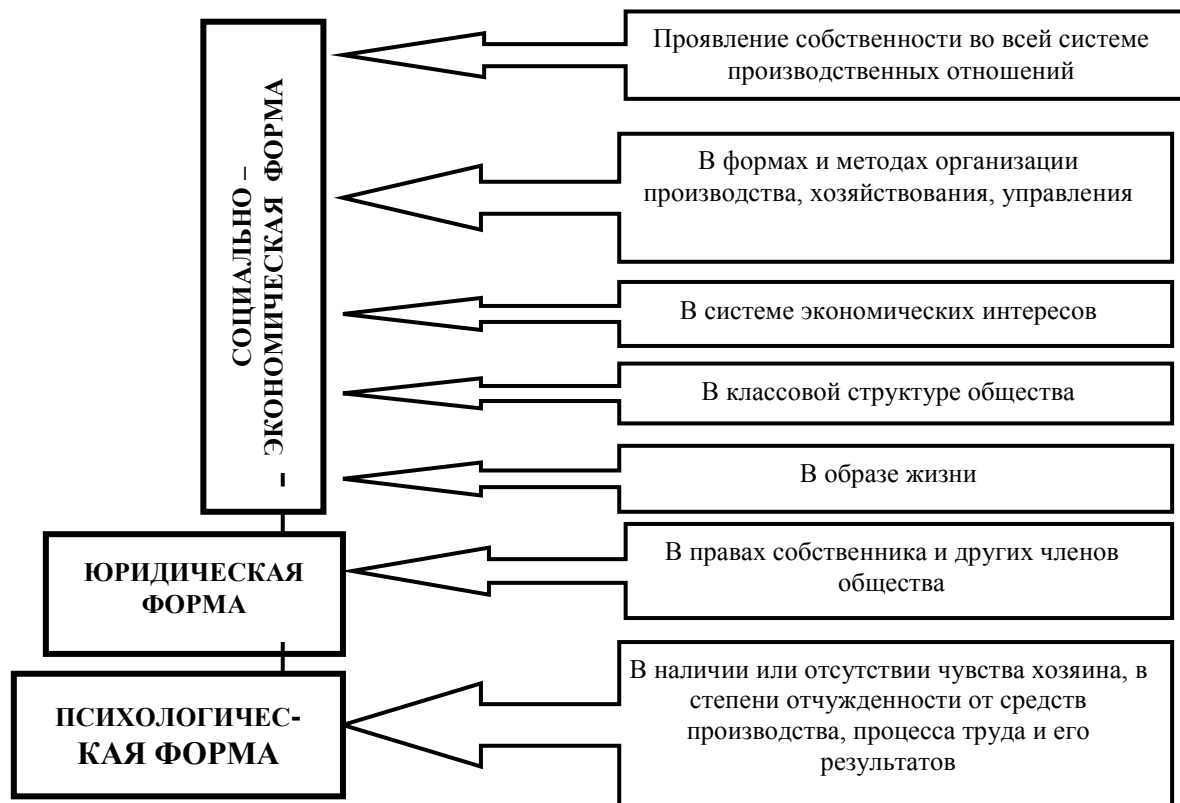 СОЦИАЛЬНО –
– ЭКОНОМИЧЕСКАЯ ФОРМА
Проявление собственности во всей системе
производственных отношений
В формах и методах организации
производства, хозяйствования, управления
В системе экономических интересов
В классовой структуре общества
В образе жизни
ЮРИДИЧЕСКАЯ
ФОРМА
В правах собственника и других членов
общества
ПСИХОЛОГИЧЕС-
КАЯ ФОРМА
В наличии или отсутствии чувства хозяина, в
степени отчужденности от средств
производства, процесса труда и его
результатов